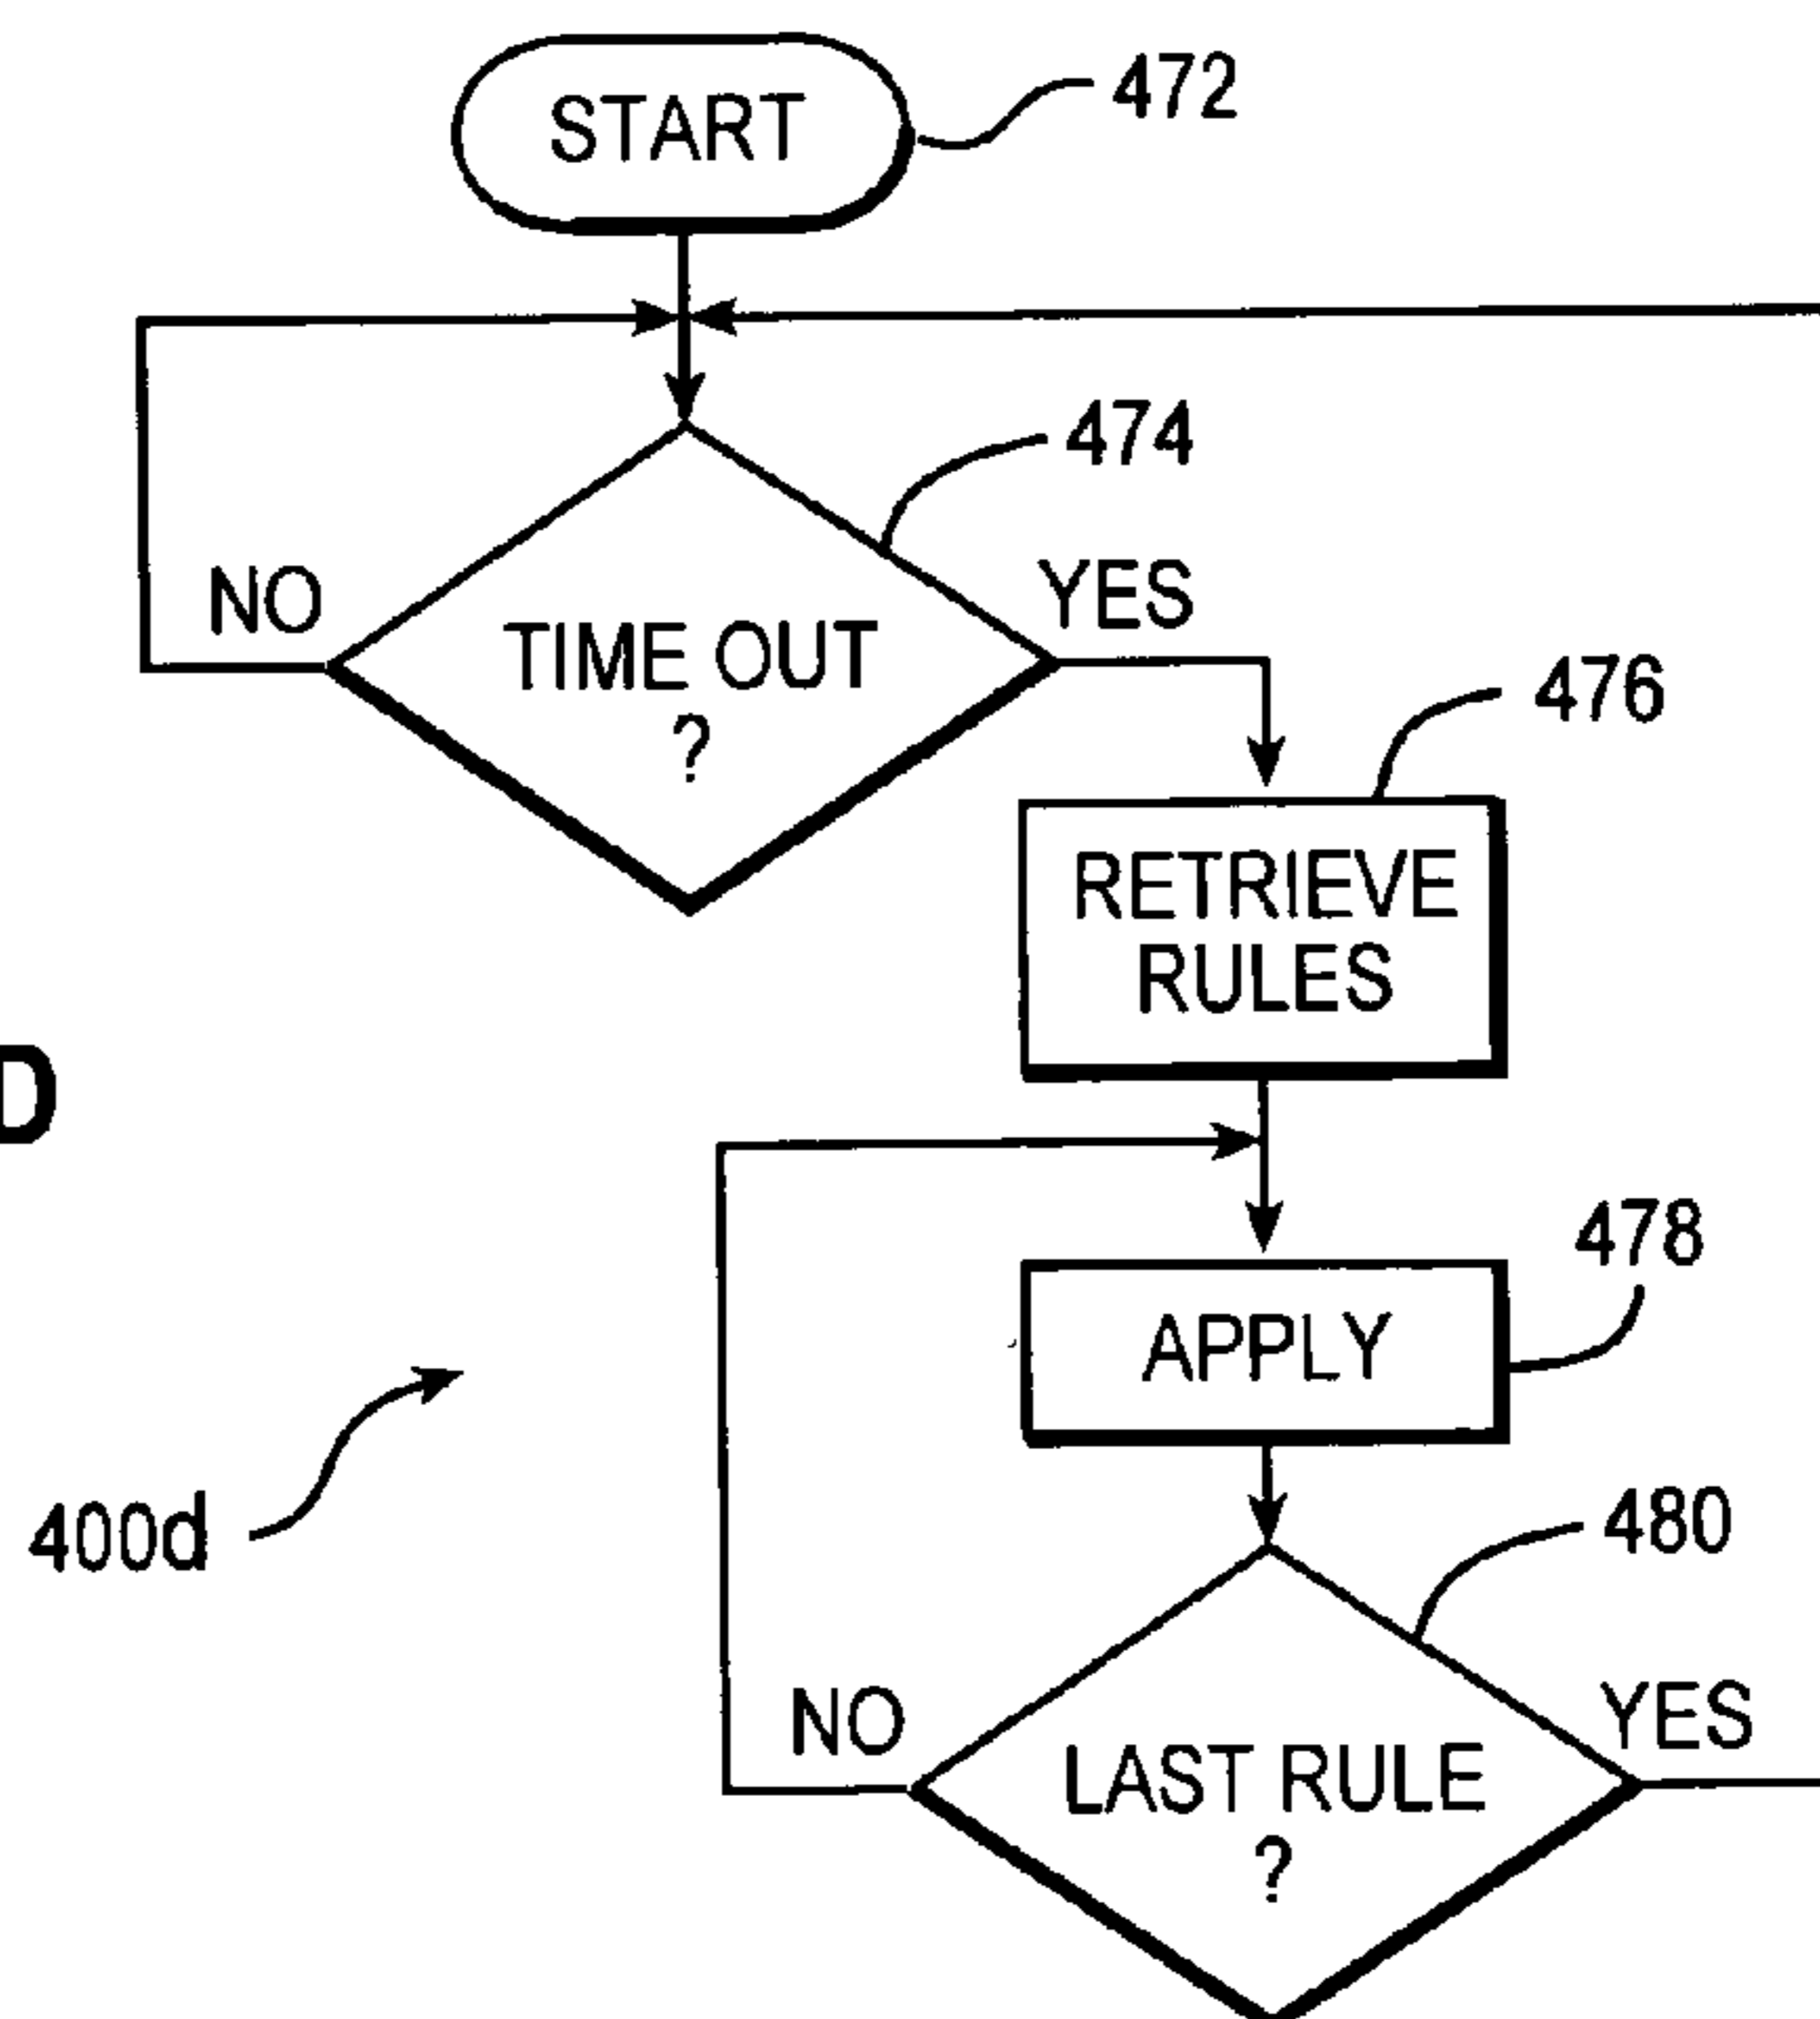 START
472
474
NO
YES
TIME OUT
?
476
RETRIEVE
RULES
D
478
APPLY
400d
480
NO
YES
LAST RULE
?